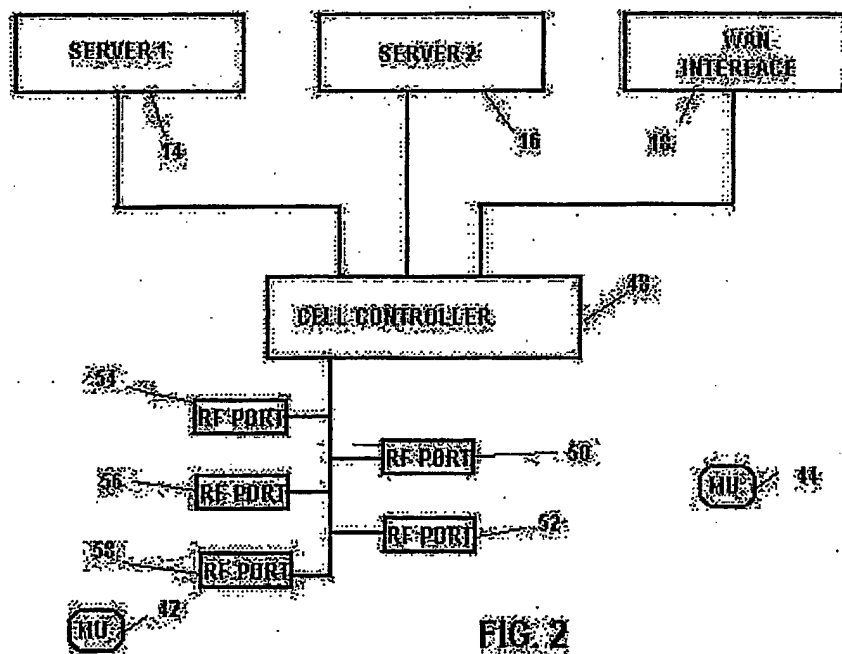 SERVER 1
SERVER 2
WAN
INTERFACE
14
16
18
CELL CONTROLLER
48
54
RF PORT
RF PORT
50
56
RF PORT
MU
44
RF PORT
52
58
RF PORT
42
MU
FIG. 2